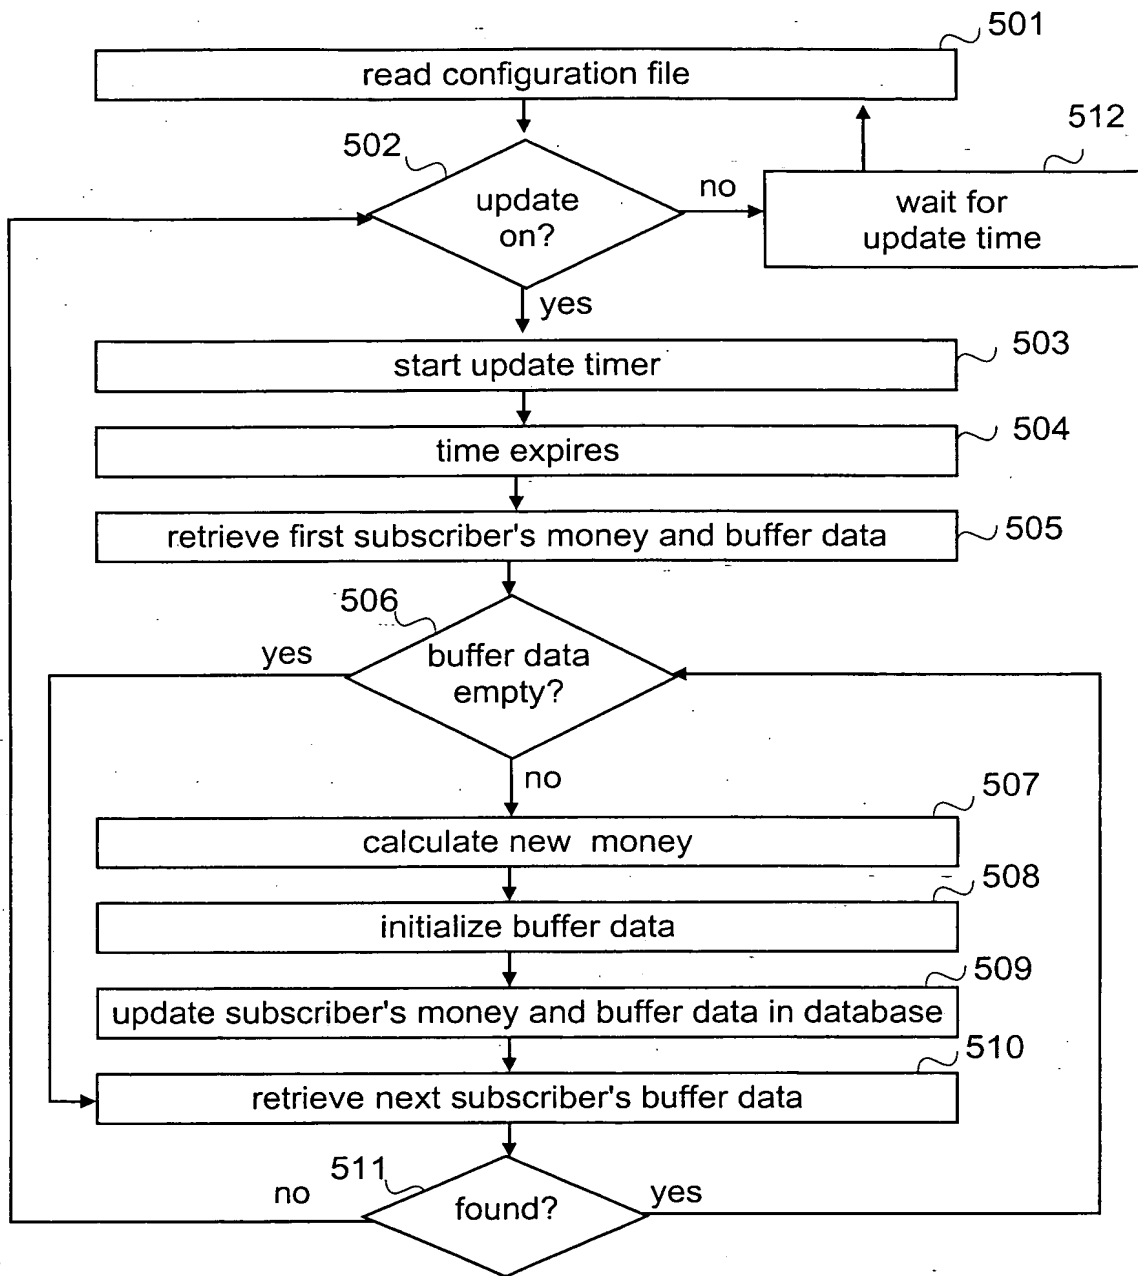 501
read configuration file
512
502
update
on?
no
wait for
update time
yes
503
start update timer
504
time expires
505
retrieve first subscriber's money and buffer data
506
yes
buffer data
empty?
no
507
calculate new money
508
initialize buffer data
509
update subscriber's money and buffer data in database
510
retrieve next subscriber's buffer data
511
no
found?
yes